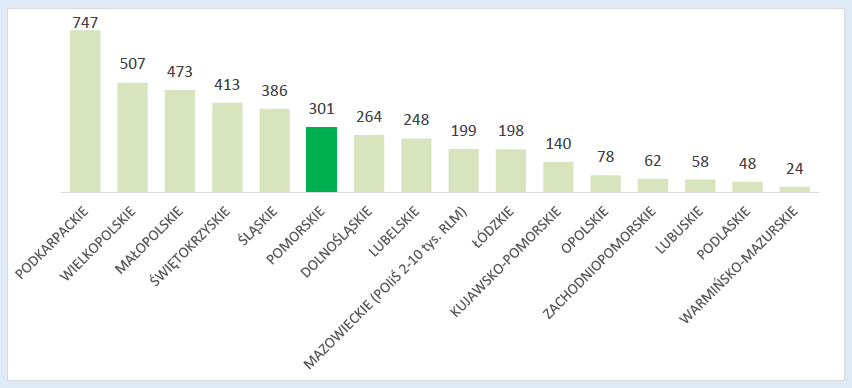 747
507
473
413
386
301
264
248
199
198
140
78
62
58
48
24
PODKARPACKIE
WIELKOPOLSKIE
MAŁOPOLSKIE
ŚWIĘTOKRZYSKIE
ŚLĄSKIE
POMORSKIE
DOLNOŚLĄSKIE
LUBELSKIE
MAZOWIECKIE (POIiŚ 2-10 tys. RLM)
ŁÓDZKIE
KUJAWSKO-POMORSKIE
OPOLSKIE
ZACHODNIOPOMORSKIE
LUBUSKIE
PODLASKIE
WARMIŃSKO-MAZURSKIE